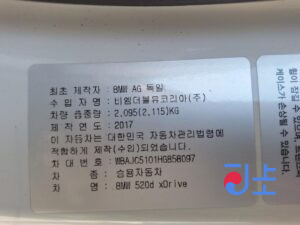 최초 제작자 : BMW AG 독일
수 입 자 명 : 비엠더블유코리아(주)
차량 총중량 : 2,095(2,115)KG
제 작 연 도 : 2017
이 자동차는 대한민국 자동차관리법령에
적합하게 제작(수입)되었습니다.
차 대 번 호 : WBAJC5101HG858097
차 종 : 승용자동차
차 명 : BMW 520d xDrive